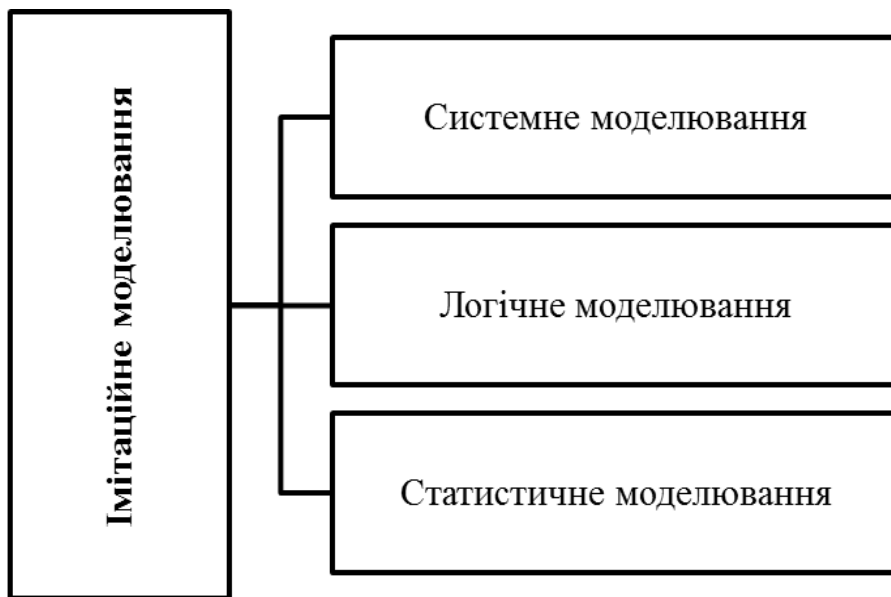 Імітаційне моделювання
Системне моделювання
Логічне моделювання
Статистичне моделювання